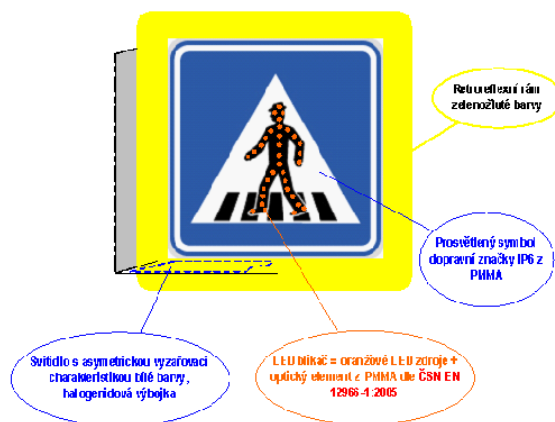 Retroreflexní rám
zelenožluté barvy
Prosvětlený symbol
dopravní značky IP6 z
PMMA
Svítidlo s asymetrickou vyzařovací
charakteristikou bílé barvy,
halogenidová výbojka
LED blikač = oranžové LED zdroje +
optický element z PMMA dle ČSN EN
12966-1:2005